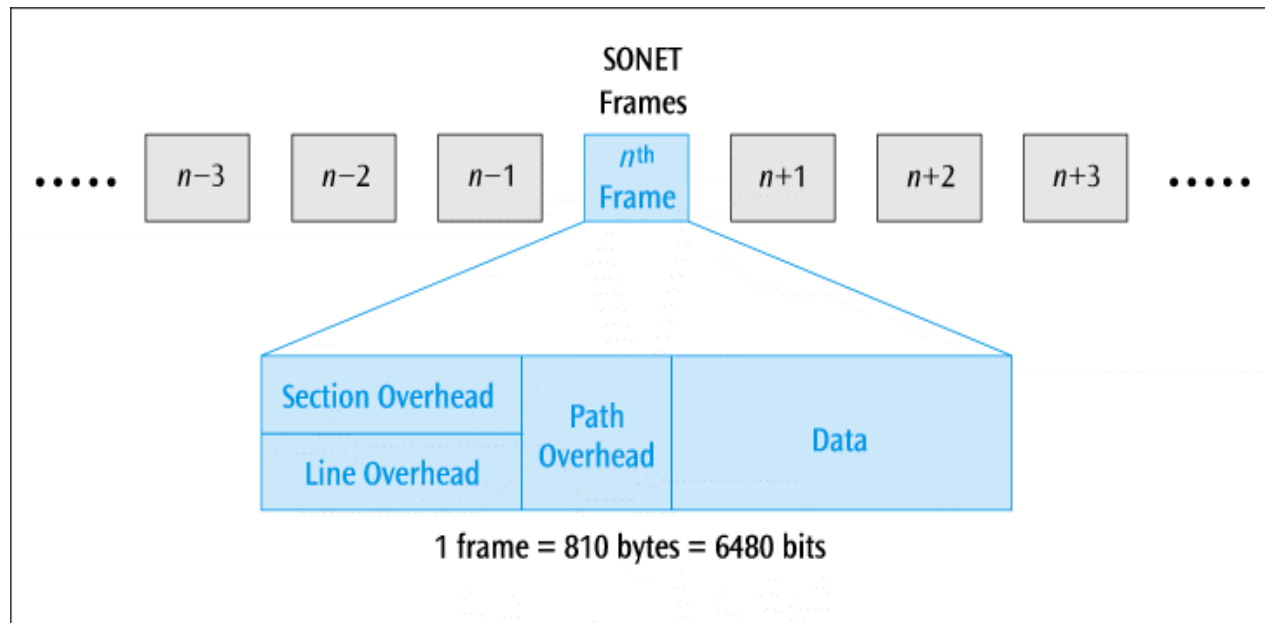 SONET
Frames
..... n−3 n−2 n−1 nth n+1 n+2 n+3 .....
Frame
Section Overhead
Line Overhead
Path
Overhead
Data
1 frame = 810 bytes = 6480 bits